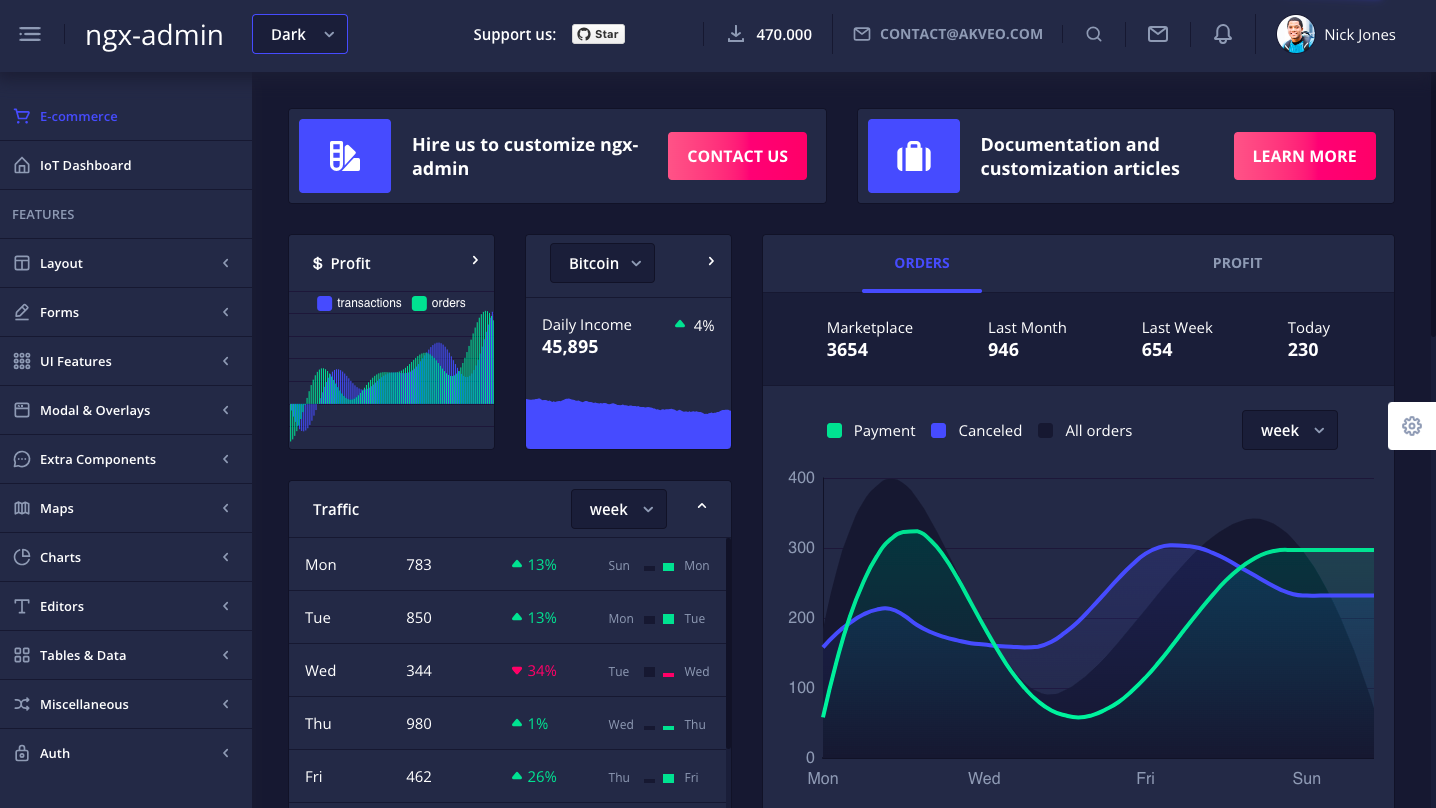 ngx-admin
Dark
Support us:
Star
470.000
CONTACT@AKVEO.COM
Nick Jones
E-commerce
IoT Dashboard
FEATURES
Layout
Forms
UI Features
Modal & Overlays
Extra Components
Maps
Charts
Editors
Tables & Data
Miscellaneous
Auth
Hire us to customize ngx-
admin
CONTACT US
Documentation and
customization articles
LEARN MORE
$ Profit
transactions orders
Bitcoin
Daily Income 4%
45,895
Traffic week
Mon 783 13% Sun Mon
Tue 850 13% Mon Tue
Wed 344 34% Tue Wed
Thu 980 1% Wed Thu
Fri 462 26% Thu Fri
ORDERS PROFIT
Marketplace Last Month Last Week Today
3654 946 654 230
Payment Canceled All orders week
400
300
200
100
0
Mon Wed Fri Sun